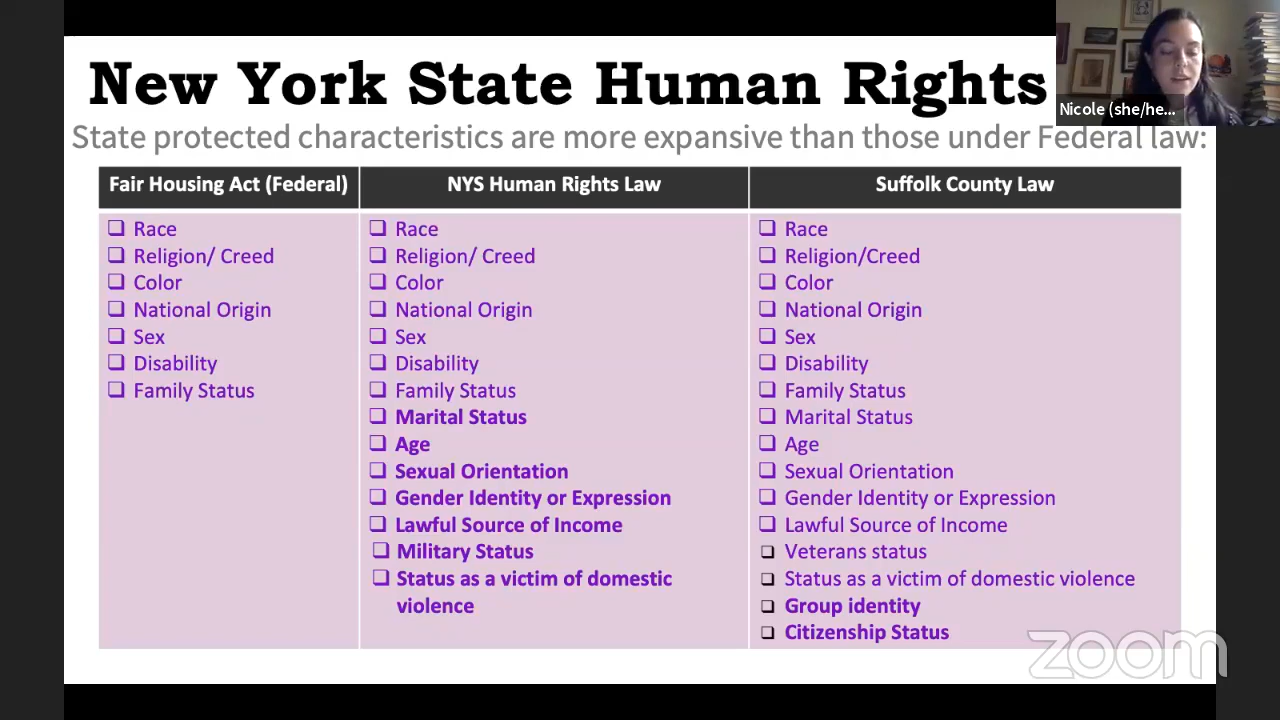 New York State Human Rights
Nicole (she/he...
State protected characteristics are more expansive than those under Federal law:
Fair Housing Act (Federal)
NYS Human Rights Law
Suffolk County Law
Race
Religion/ Creed
Color
National Origin
Sex
Disability
Family Status
Race
Religion/ Creed
Color
National Origin
Sex
Disability
Family Status
Marital Status
Age
Sexual Orientation
Gender Identity or Expression
Lawful Source of Income
Military Status
Status as a victim of domestic
violence
Race
Religion/Creed
Color
National Origin
Sex
Disability
Family Status
Marital Status
Age
Sexual Orientation
Gender Identity or Expression
Lawful Source of Income
Veterans status
Status as a victim of domestic violence
Group identity
Citizenship Status
zoom